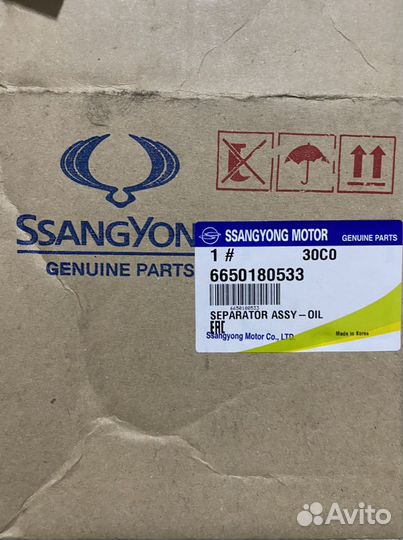 SSANGYONG
GENUINE PARTS
SSANGYONG MOTOR GENUINE PARTS
1 # 30C0
6650180533
6650180533
SEPARATOR ASSY-OIL
EAC
Ssangyong Motor Co., LTD. Made in Korea
Avito